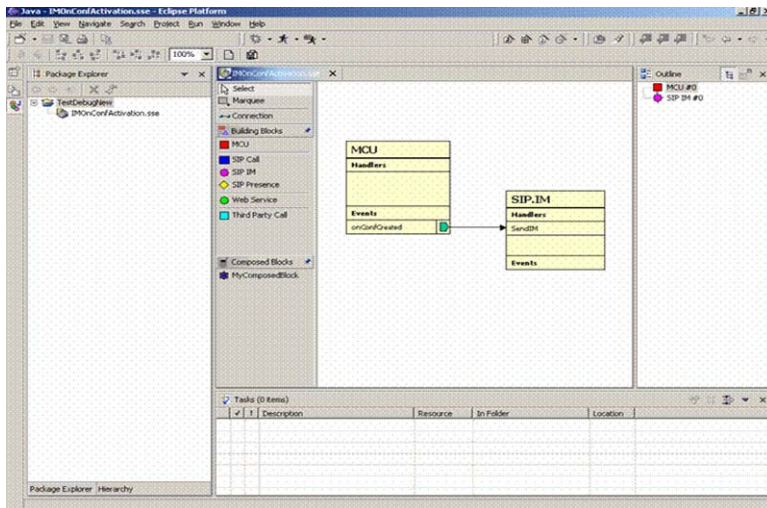 Java - IMOnConfActivation.sse - Eclipse Platform
File Edit View Navigate Search Project Run Window Help
100%
Package Explorer
TestDebugNew
IMOnConfActivation.sse
IMOnConfActivation.sse
Select
Marquee
Connection
Building Blocks
MCU
SIP Call
SIP IM
SIP Presence
Web Service
Third Party Call
Composed Blocks
MyComposedBlock
MCU
Handlers
Events
onConfCreated
SIP.IM
Handlers
SendIM
Events
Outline
MCU #0
SIP IM #0
Tasks (0 items)
! Description Resource In Folder Location
Package Explorer Hierarchy